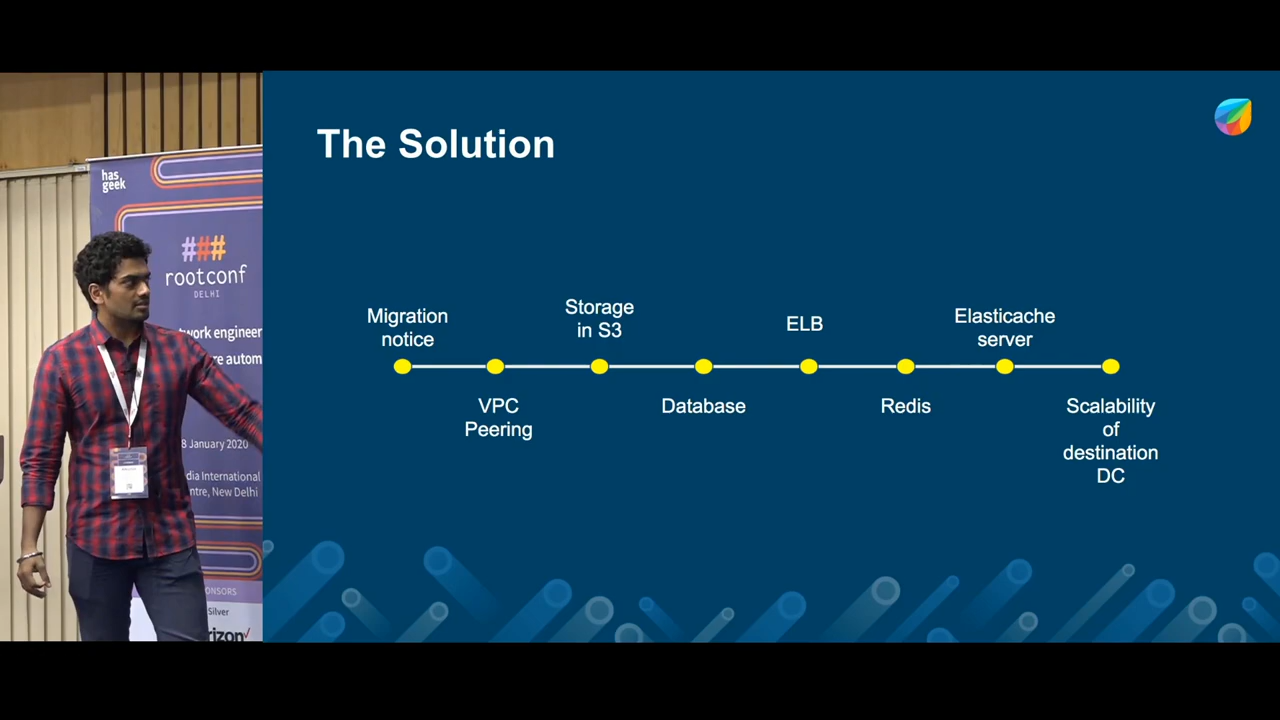 has
geek
###
rootconf
DELHI
twork engineer
re autom
8 January 2020
dia International
ntre, New Delhi
SPONSORS
Silver
rizon
The Solution
Migration
notice
VPC
Peering
Storage
in S3
Database
ELB
Redis
Elasticache
server
Scalability
of
destination
DC